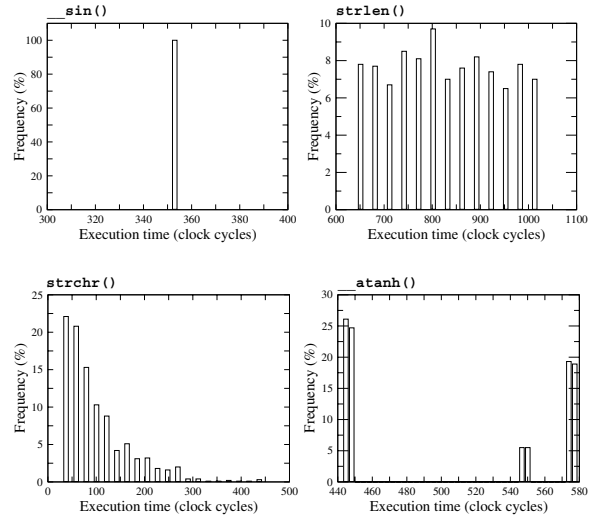 __sin()
100
80
60
40
20
0
Frequency (%)
300 320 340 360 380 400
Execution time (clock cycles)
strlen()
10
8
6
4
2
0
Frequency (%)
600 700 800 900 1000 1100
Execution time (clock cycles)
strchr()
25
20
15
10
5
0
Frequency (%)
0 100 200 300 400 500
Execution time (clock cycles)
__atanh()
30
25
20
15
10
5
0
Frequency (%)
440 460 480 500 520 540 560 580
Execution time (clock cycles)